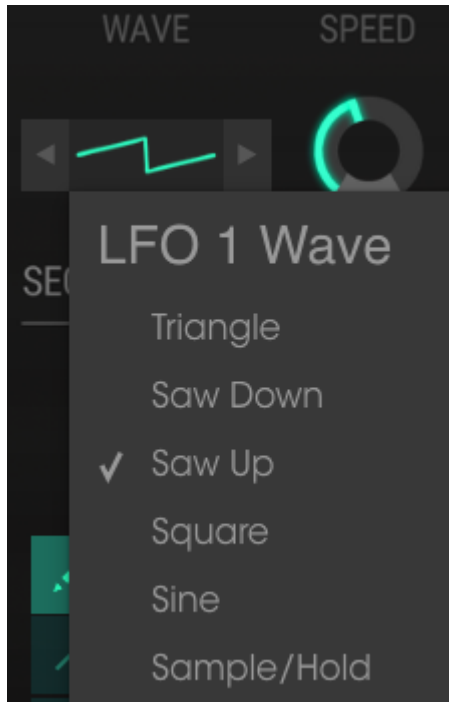 WAVE SPEED
LFO 1 Wave
Triangle
Saw Down
Saw Up
Square
Sine
Sample/Hold